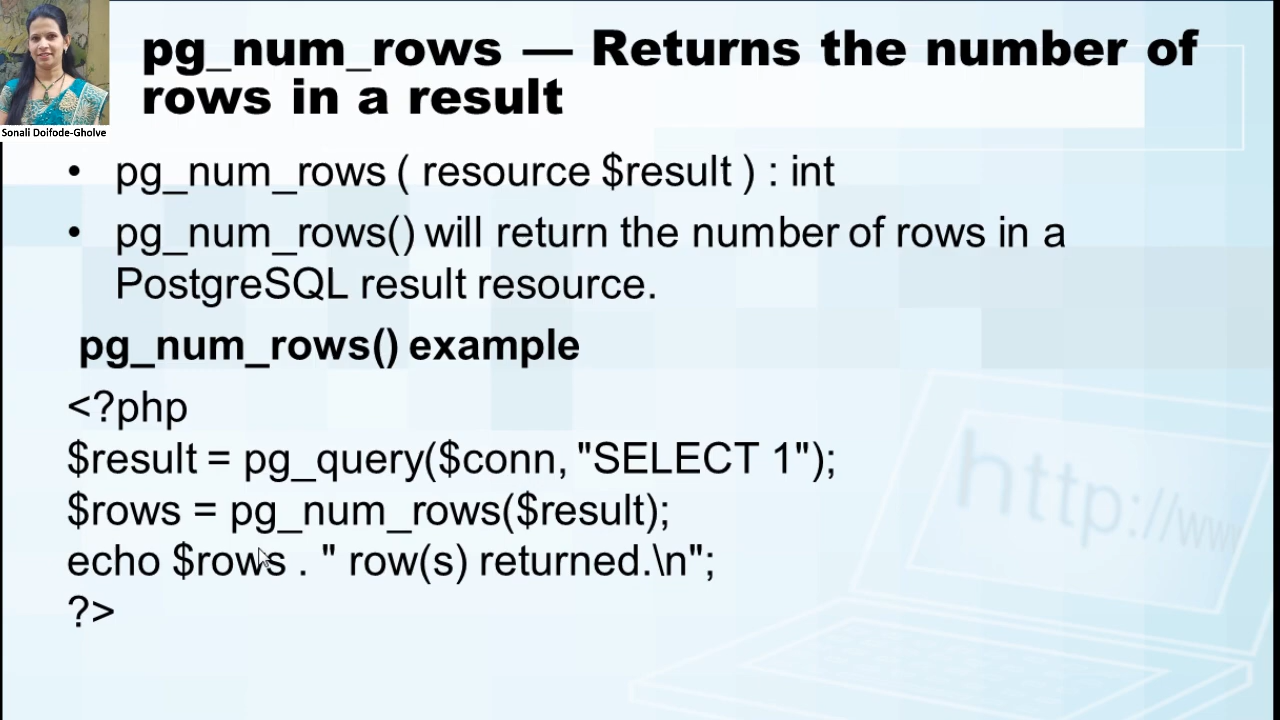 pg_num_rows — Returns the number of
rows in a result
Sonali Doifode-Gholve
• pg_num_rows ( resource $result ) : int
• pg_num_rows() will return the number of rows in a
PostgreSQL result resource.
pg_num_rows() example
<?php
$result = pg_query($conn, "SELECT 1");
$rows = pg_num_rows($result);
echo $rows . " row(s) returned.\n";
?>
http://www